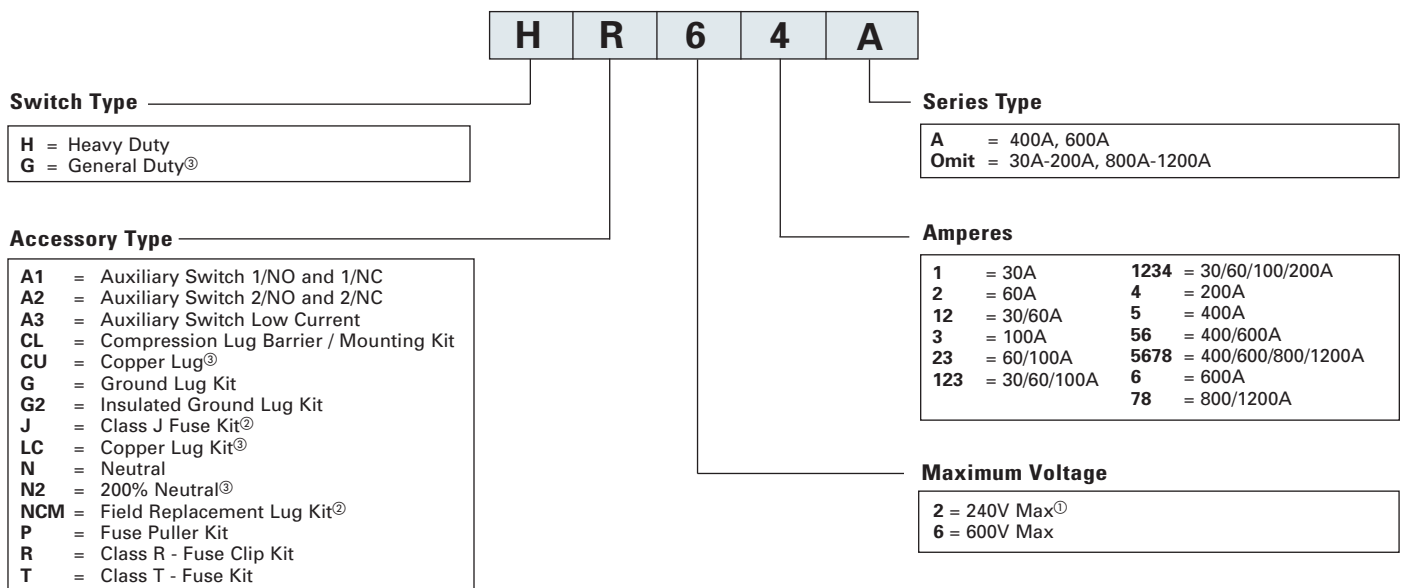 H R 6 4 A
Switch Type
H = Heavy Duty
G = General Duty③
Accessory Type
A1 = Auxiliary Switch 1/NO and 1/NC
A2 = Auxiliary Switch 2/NO and 2/NC
A3 = Auxiliary Switch Low Current
CL = Compression Lug Barrier / Mounting Kit
CU = Copper Lug③
G = Ground Lug Kit
G2 = Insulated Ground Lug Kit
J = Class J Fuse Kit②
LC = Copper Lug Kit③
N = Neutral
N2 = 200% Neutral③
NCM = Field Replacement Lug Kit②
P = Fuse Puller Kit
R = Class R - Fuse Clip Kit
T = Class T - Fuse Kit
Series Type
A = 400A, 600A
Omit = 30A-200A, 800A-1200A
Amperes
1 = 30A
2 = 60A
12 = 30/60A
3 = 100A
23 = 60/100A
123 = 30/60/100A
1234 = 30/60/100/200A
4 = 200A
5 = 400A
56 = 400/600A
5678 = 400/600/800/1200A
6 = 600A
78 = 800/1200A
Maximum Voltage
2 = 240V Max①
6 = 600V Max